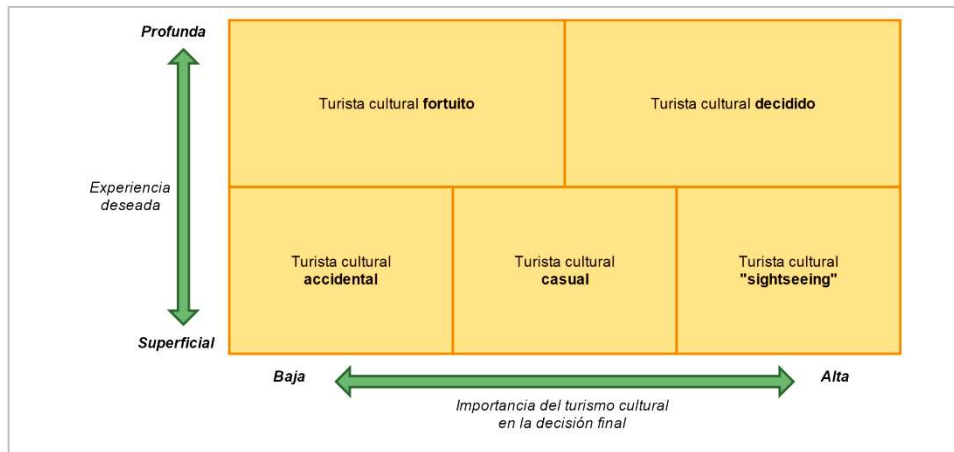 Profunda
Turista cultural fortuito
Turista cultural decidido
Experiencia
deseada
Turista cultural
accidental
Turista cultural
casual
Turista cultural
"sightseeing"
Superficial
Baja
Alta
Importancia del turismo cultural
en la decisión final